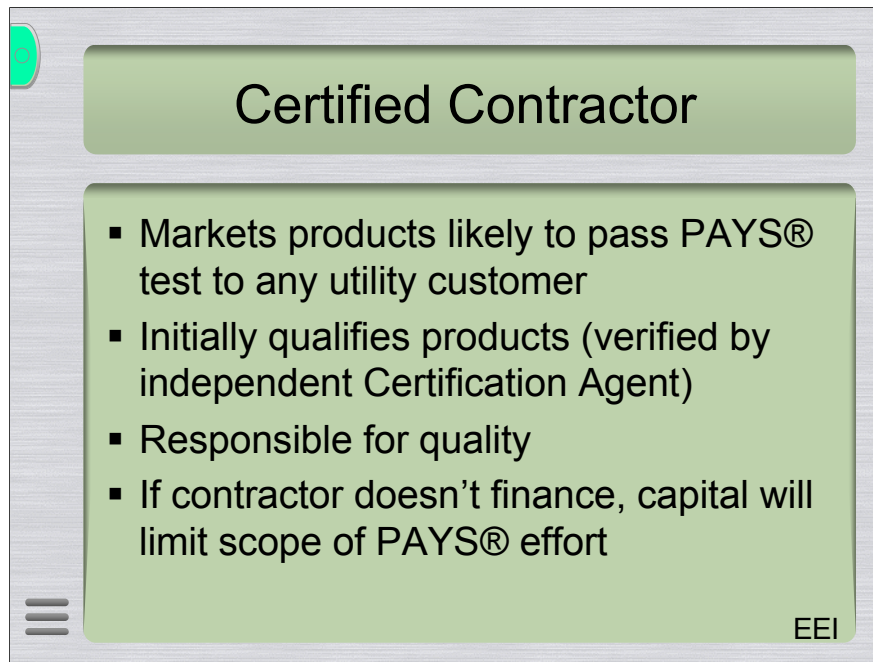 Certified Contractor
▪ Markets products likely to pass PAYS®
test to any utility customer
▪ Initially qualifies products (verified by
independent Certification Agent)
▪ Responsible for quality
▪ If contractor doesn’t finance, capital will
limit scope of PAYS® effort
EEI